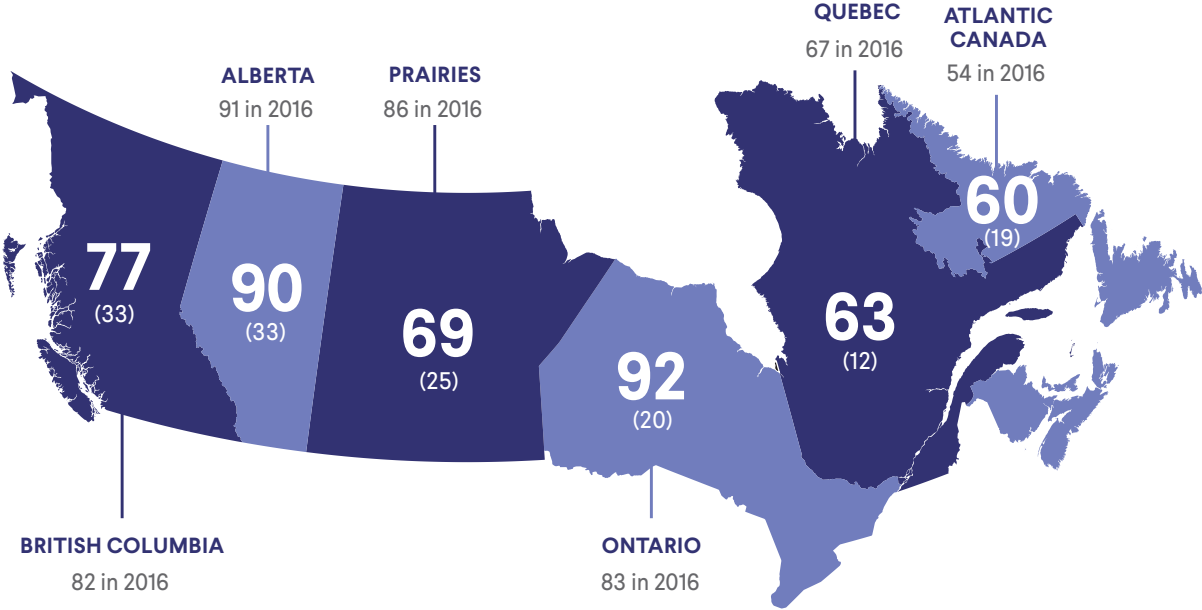 QUEBEC
67 in 2016
ATLANTIC
CANADA
54 in 2016
ALBERTA
91 in 2016
PRAIRIES
86 in 2016
77
(33)
90
(33)
69
(25)
92
(20)
63
(12)
60
(19)
BRITISH COLUMBIA
82 in 2016
ONTARIO
83 in 2016